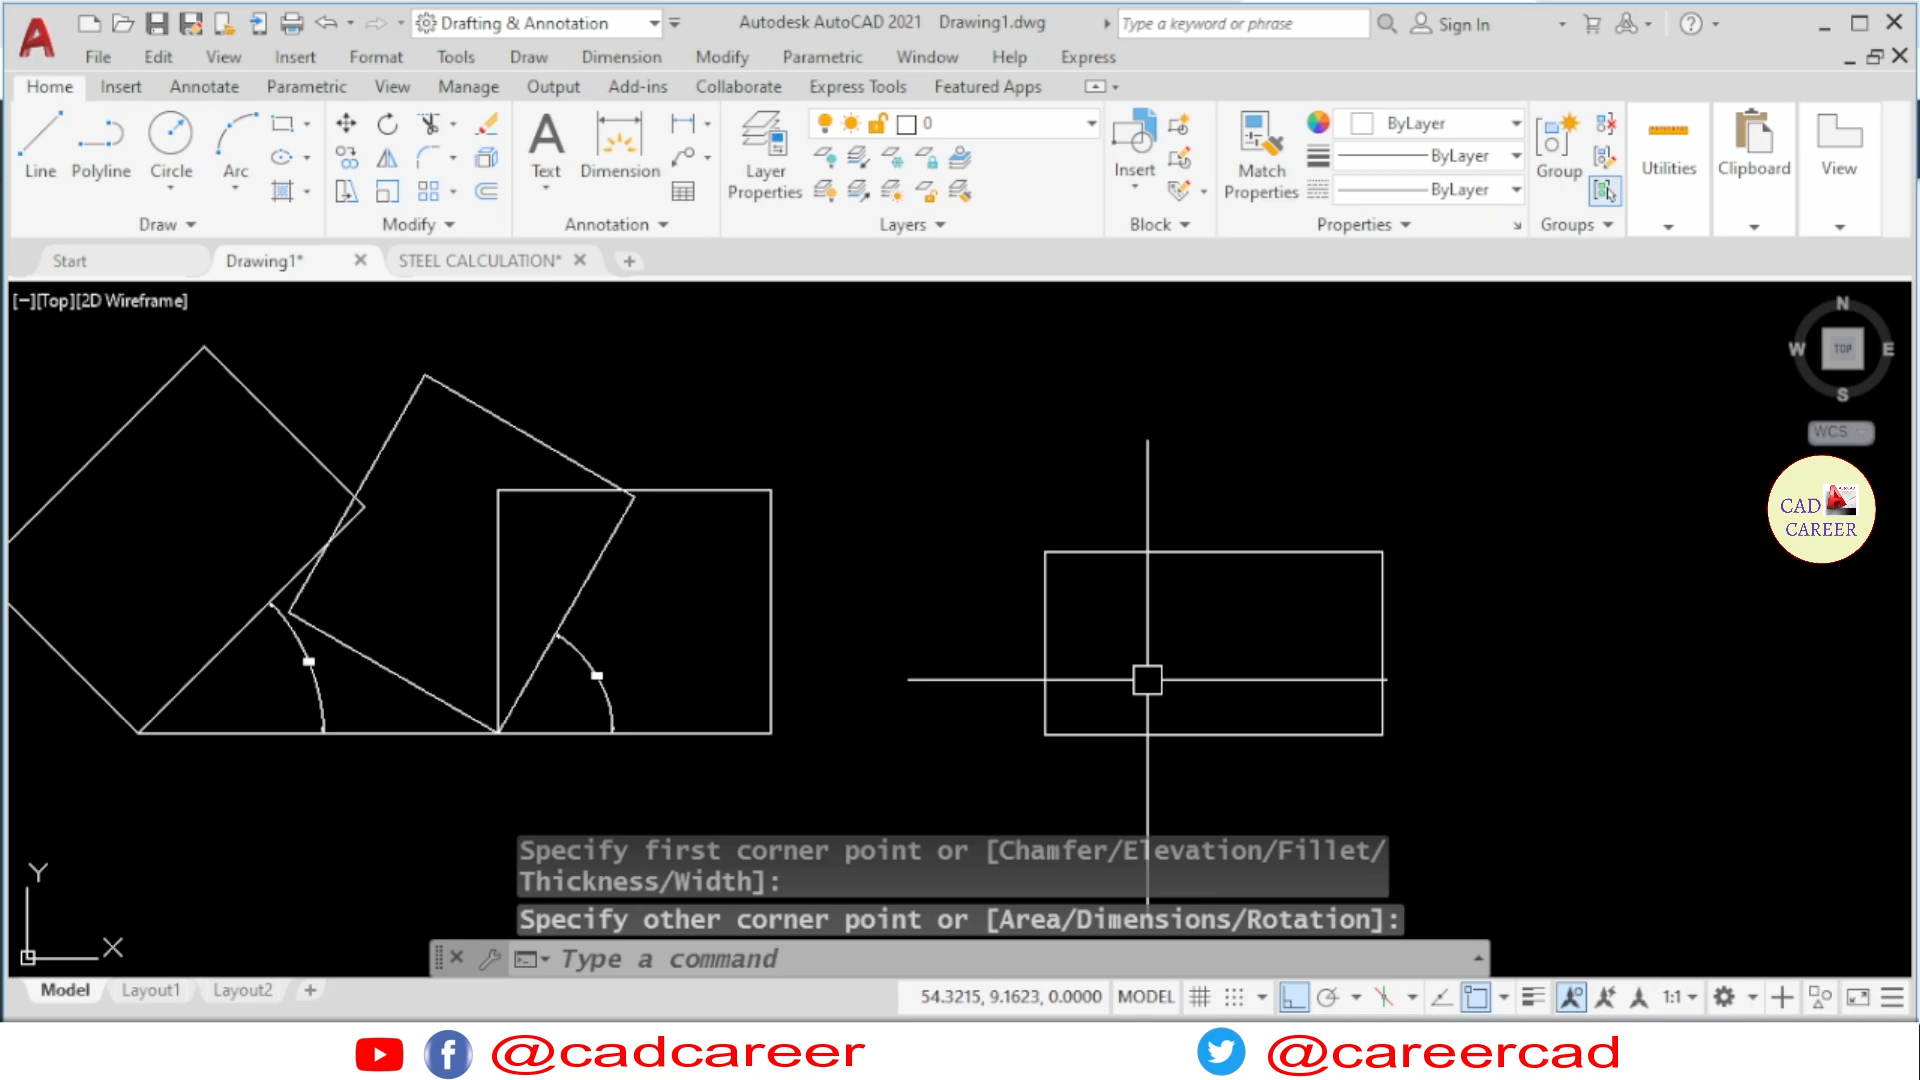 Drafting & Annotation
Autodesk AutoCAD 2021 Drawing1.dwg
Type a keyword or phrase
Sign In
File Edit View Insert Format Tools Draw Dimension Modify Parametric Window Help Express
Home Insert Annotate Parametric View Manage Output Add-ins Collaborate Express Tools Featured Apps
Line Polyline Circle Arc
Draw
Modify
Text Dimension
Annotation
Layer Properties
0
Layers
Insert
Block
Match Properties
ByLayer
ByLayer
ByLayer
Properties
Group
Groups
Utilities
Clipboard
View
Start Drawing1* STEEL CALCULATION*
[−][Top][2D Wireframe]
N
W TOP E
S
WCS
CAD
CAREER
Y
X
Specify first corner point or [Chamfer/Elevation/Fillet/
Thickness/Width]:
Specify other corner point or [Area/Dimensions/Rotation]:
Type a command
Model Layout1 Layout2
54.3215, 9.1623, 0.0000 MODEL 1:1
@cadcareer @careercad